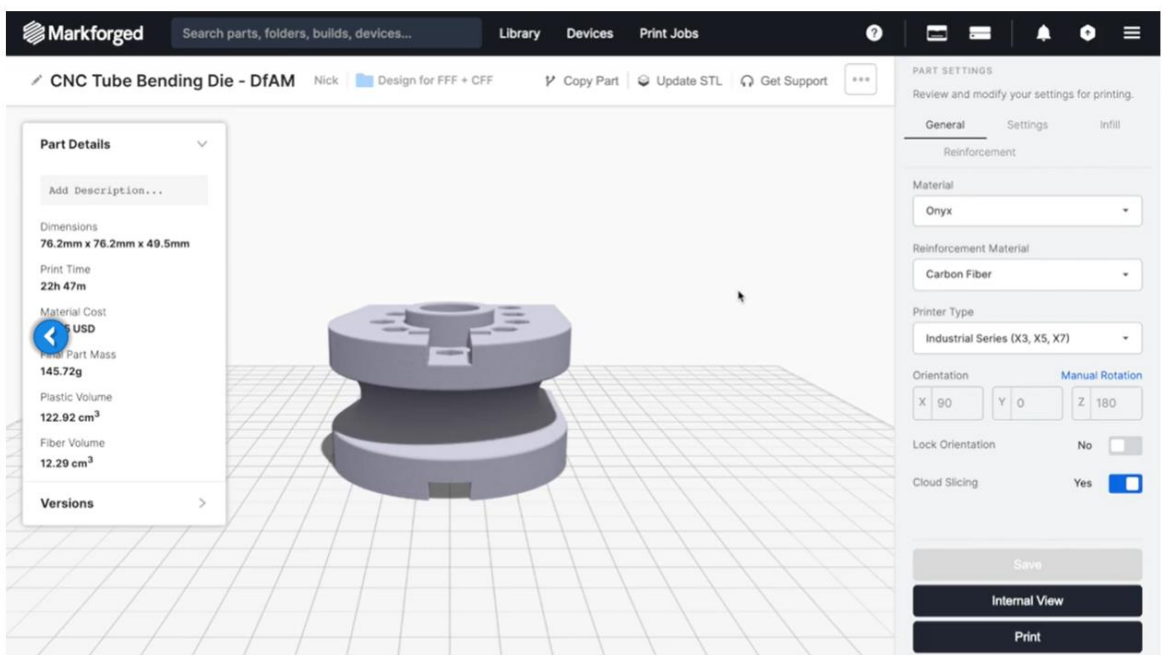 Markforged
Search parts, folders, builds, devices...
Library
Devices
Print Jobs
CNC Tube Bending Die - DfAM
Nick
Design for FFF + CFF
Copy Part
Update STL
Get Support
Part Details
Add Description...
Dimensions
76.2mm x 76.2mm x 49.5mm
Print Time
22h 47m
Material Cost
USD
Final Part Mass
145.72g
Plastic Volume
122.92 cm³
Fiber Volume
12.29 cm³
Versions
PART SETTINGS
Review and modify your settings for printing.
General
Settings
Infill
Reinforcement
Material
Onyx
Reinforcement Material
Carbon Fiber
Printer Type
Industrial Series (X3, X5, X7)
Orientation
Manual Rotation
X 90
Y 0
Z 180
Lock Orientation
No
Cloud Slicing
Yes
Save
Internal View
Print